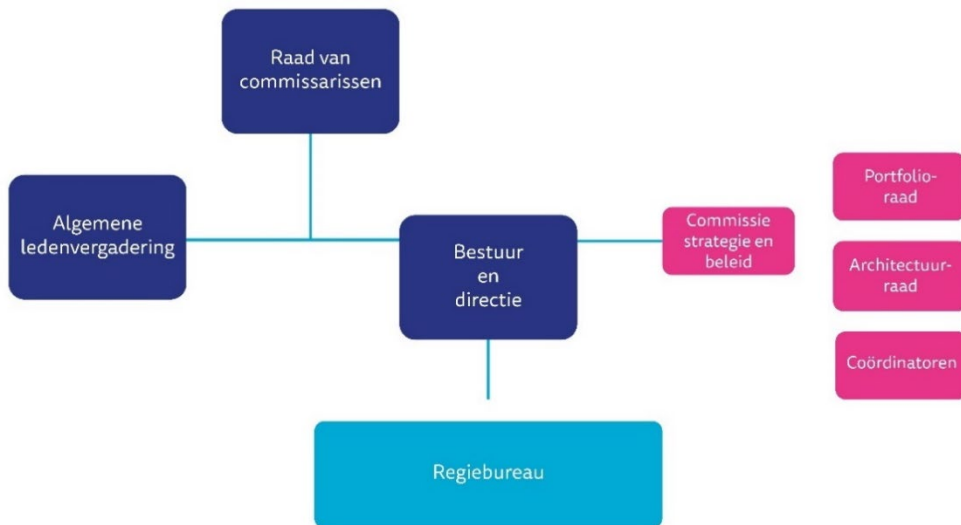 Raad van
commissarissen
Algemene
ledenvergadering
Bestuur
en
directie
Commissie
strategie en
beleid
Portfolio-
raad
Architectuur-
raad
Coördinatoren
Regiebureau